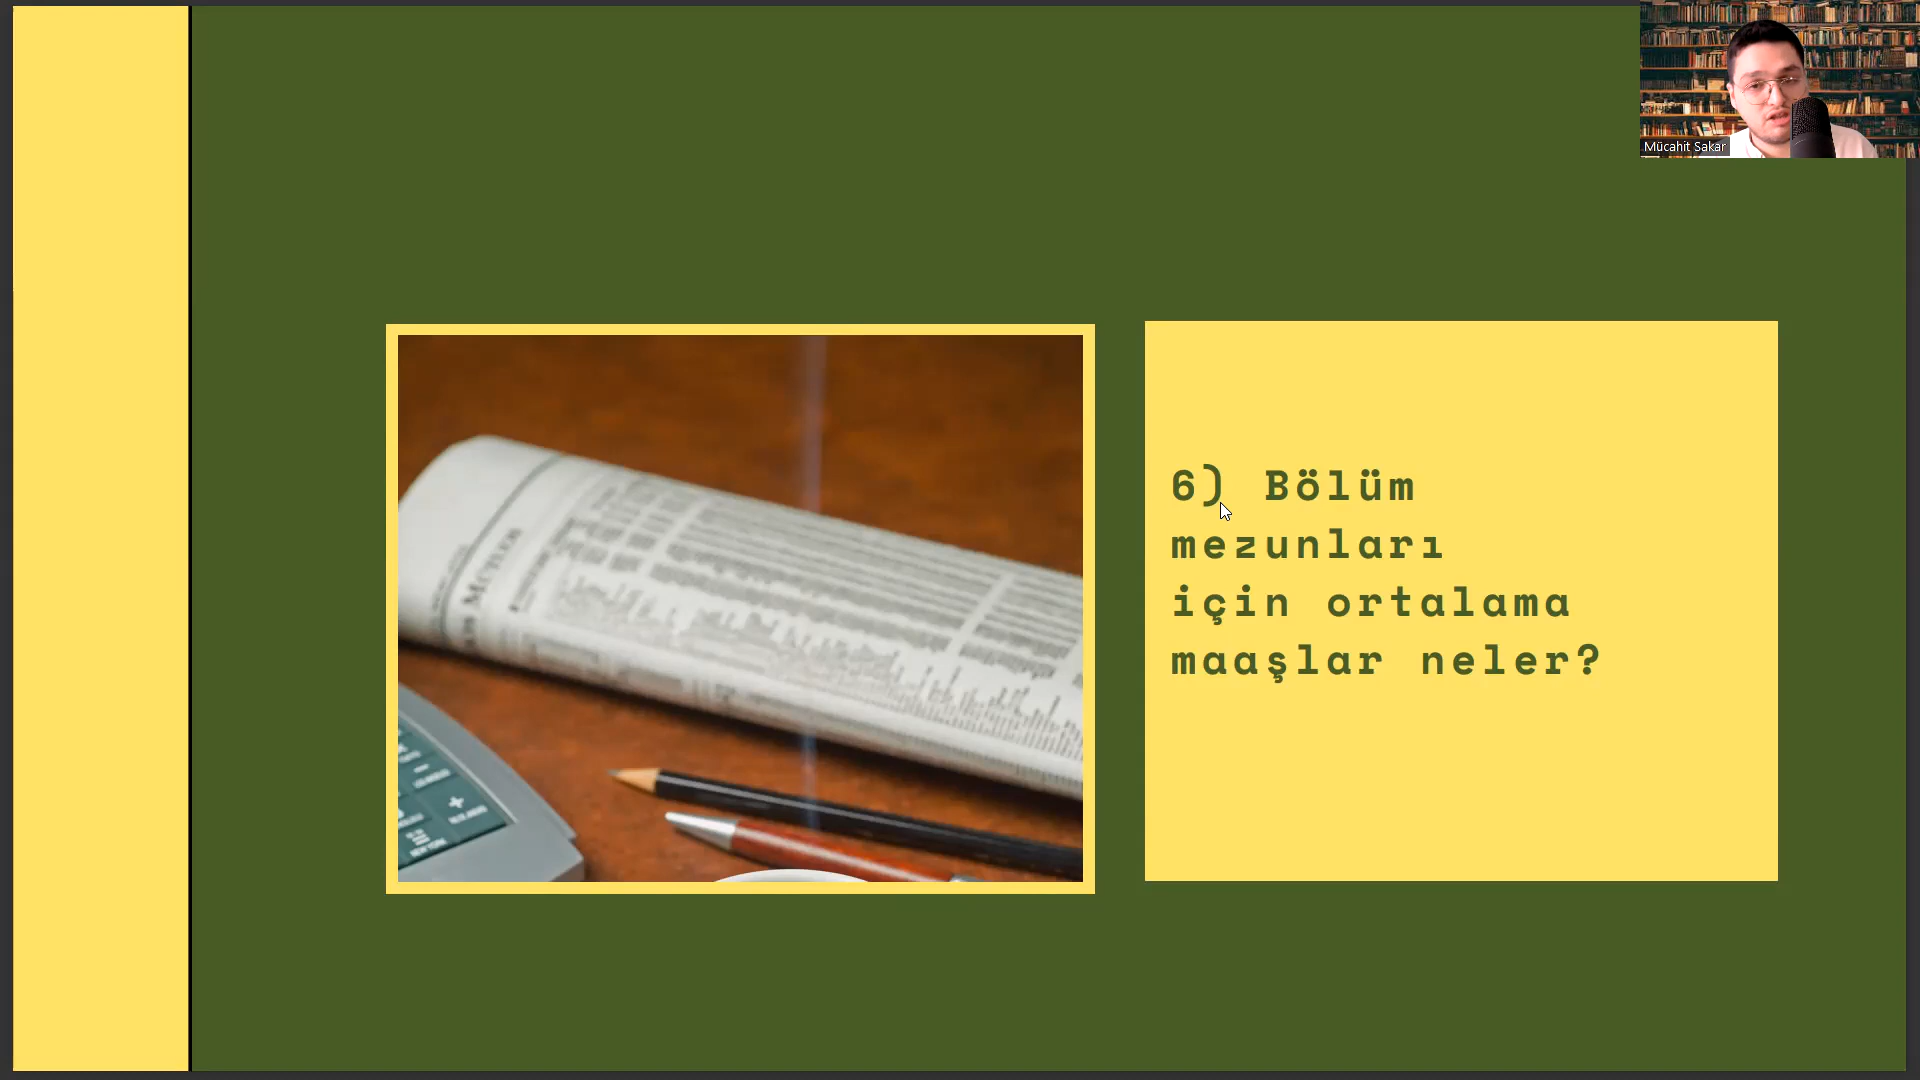 Mücahit Sakar
6) Bölüm
mezunları
için ortalama
maaşlar neler?